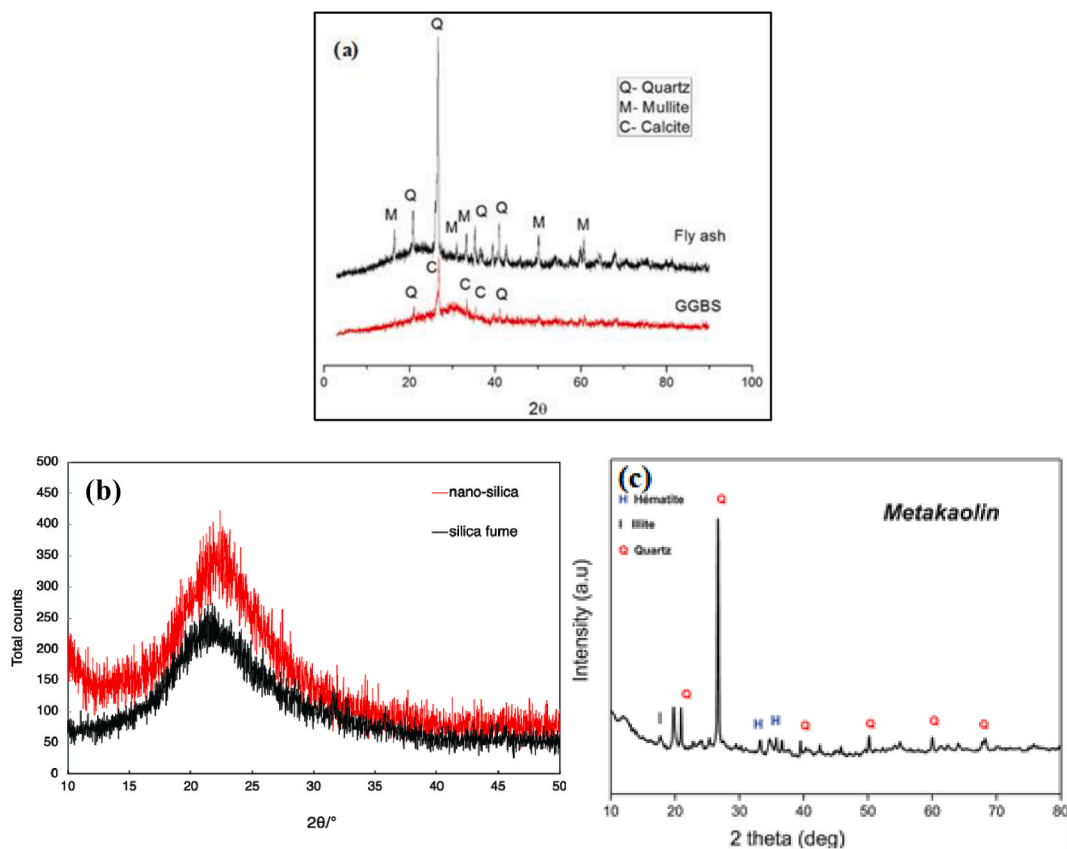 (a)
Q
Q- Quartz
M- Mullite
C- Calcite
M Q M M Q Q M M
Fly ash
C
Q C C Q
GGBS
0 20 40 60 80 100
2θ
(b)
500
450
400
350
300
250
200
150
100
50
0
Total counts
nano-silica
silica fume
10 15 20 25 30 35 40 45 50
2θ/°
(c)
H Hématite
I Illite
Q Quartz
Q
Metakaolin
Intensity (a.u)
I Q H H Q Q Q Q
10 20 30 40 50 60 70 80
2 theta (deg)